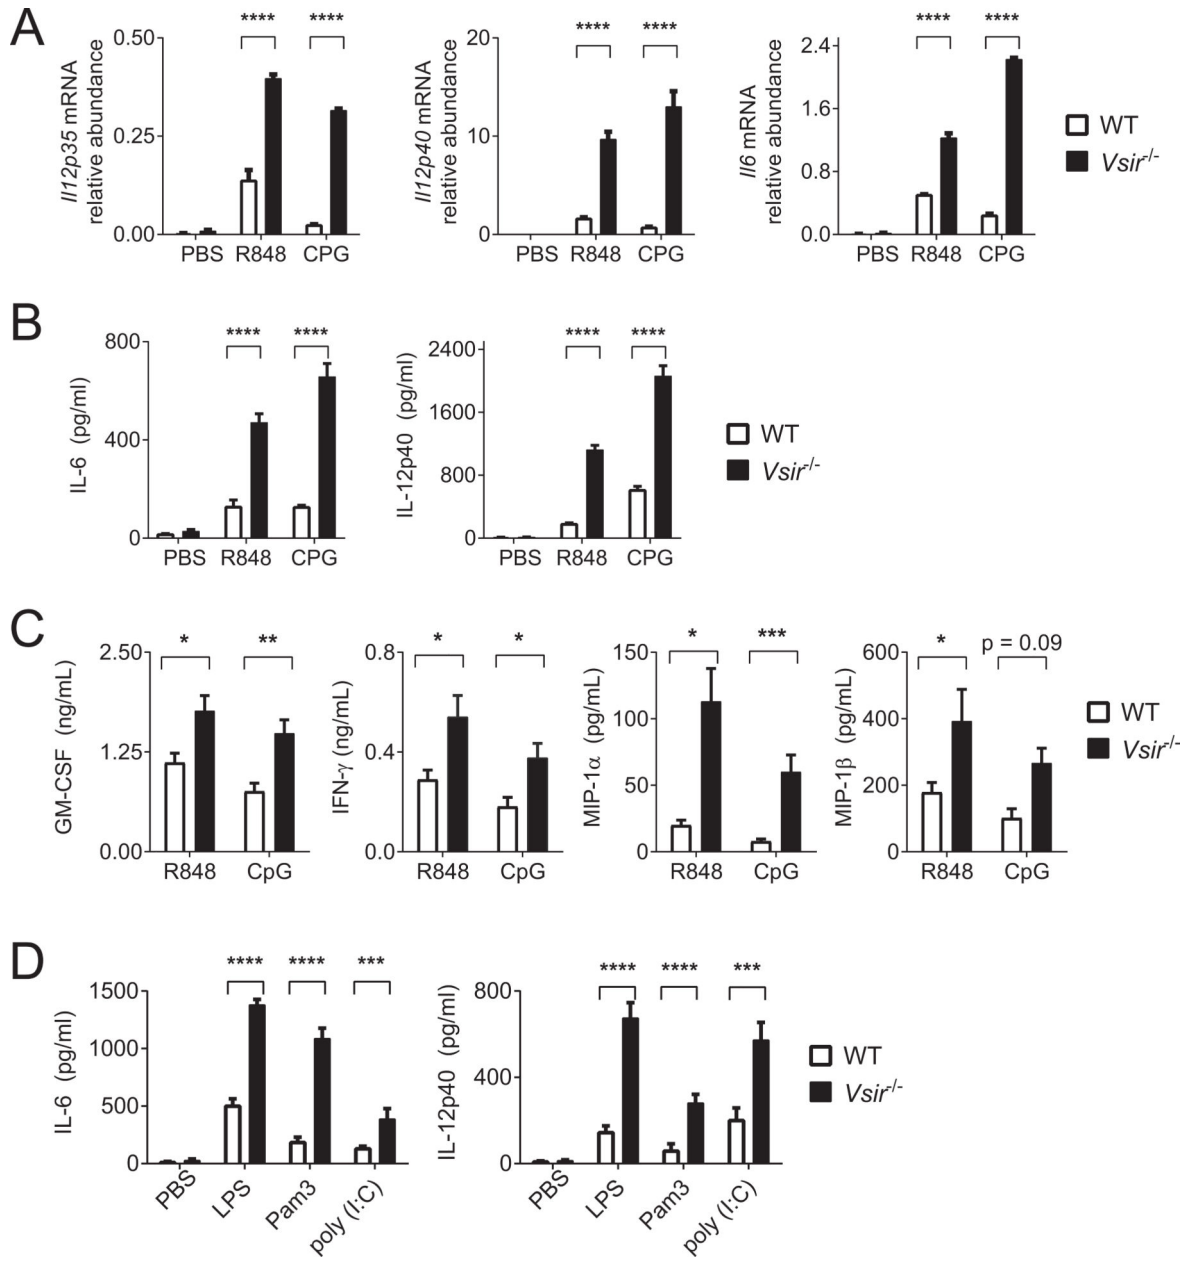 A
**** ****
0.50
0.25
0.00
Il12p35 mRNA
relative abundance
PBS R848 CPG
**** ****
20
10
0
Il12p40 mRNA
relative abundance
PBS R848 CPG
**** ****
2.4
1.6
0.8
0.0
Il6 mRNA
relative abundance
PBS R848 CPG
WT
Vsir-/-
B
**** ****
800
400
0
IL-6 (pg/ml)
PBS R848 CPG
**** ****
2400
1600
800
0
IL-12p40 (pg/ml)
PBS R848 CPG
WT
Vsir-/-
C
* **
2.50
1.25
0.00
GM-CSF (ng/mL)
R848 CpG
* *
0.8
0.4
0.0
IFN-γ (ng/mL)
R848 CpG
* ***
150
100
50
0
MIP-1α (pg/mL)
R848 CpG
* p = 0.09
600
400
200
0
MIP-1β (pg/mL)
R848 CpG
WT
Vsir-/-
D
**** **** ***
1500
1000
500
0
IL-6 (pg/ml)
PBS LPS Pam3 poly (I:C)
**** **** ***
800
400
0
IL-12p40 (pg/ml)
PBS LPS Pam3 poly (I:C)
WT
Vsir-/-